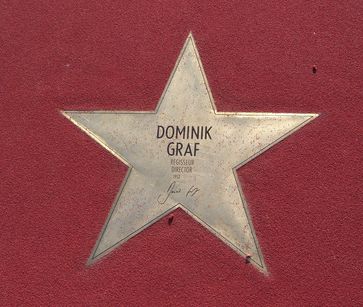 DOMINIK
GRAF
REGISSEUR
DIRECTOR
1952